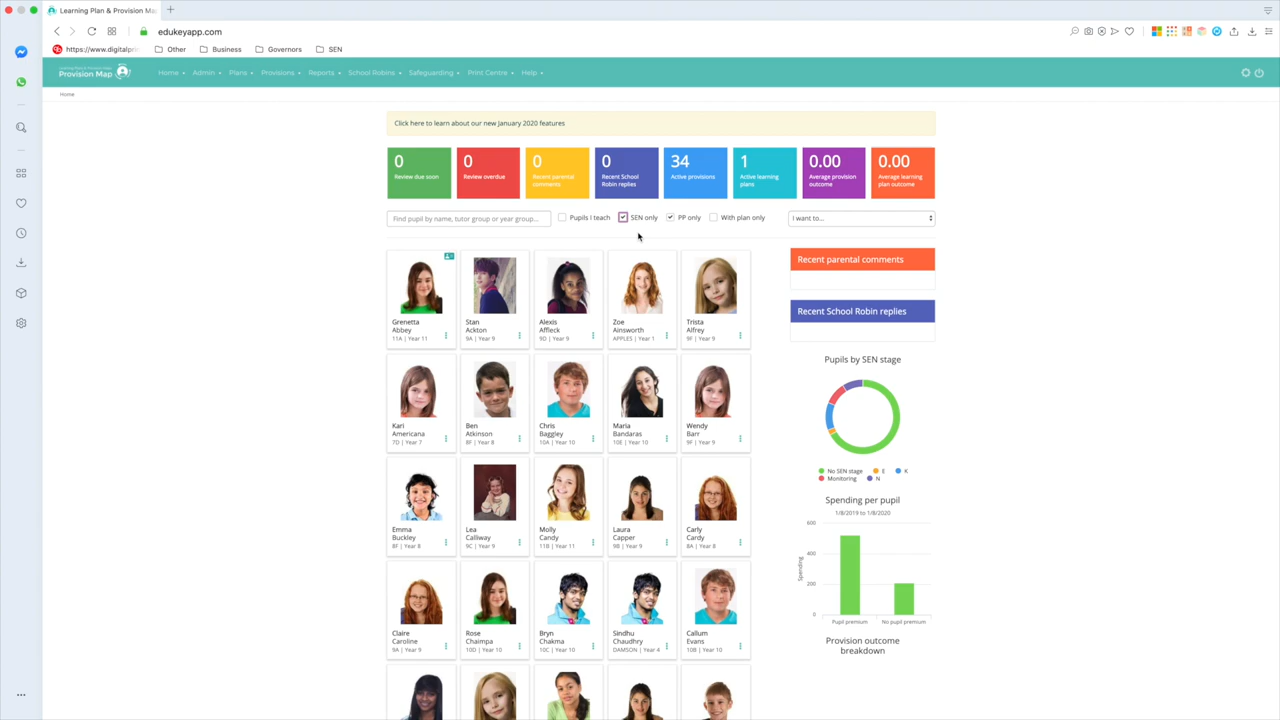 Learning Plan & Provision Ma
edukeyapp.com
https://www.digitalpri
Other
Business
Governors
SEN
Learning Plan & Provision Map
Provision Map
Home
Admin
Plans
Provisions
Reports
School Robins
Safeguarding
Print Centre
Help
Home
Click here to learn about our new January 2020 features
0
Review due soon
0
Review overdue
0
Recent parental
comments
0
Recent School
Robin replies
34
Active provisions
1
Active learning
plans
0.00
Average provision
outcome
0.00
Average learning
plan outcome
Find pupil by name, tutor group or year group...
Pupils I teach
SEN only
PP only
With plan only
I want to...
Grenetta
Abbey
11A | Year 11
Stan
Ackton
9A | Year 9
Alexis
Affleck
9D | Year 9
Zoe
Ainsworth
APPLES | Year 1
Trista
Alfrey
9F | Year 9
Kari
Americana
7D | Year 7
Ben
Atkinson
8F | Year 8
Chris
Baggley
10A | Year 10
Maria
Bandaras
10E | Year 10
Wendy
Barr
9F | Year 9
Emma
Buckley
8F | Year 8
Lea
Calliway
9C | Year 9
Molly
Candy
11B | Year 11
Laura
Capper
9B | Year 9
Carly
Cardy
8A | Year 8
Claire
Caroline
9A | Year 9
Rose
Chaimpa
10D | Year 10
Bryn
Chakma
10C | Year 10
Sindhu
Chaudhry
DAMSON | Year 4
Callum
Evans
10B | Year 10
Recent parental comments
Recent School Robin replies
Pupils by SEN stage
No SEN stage
E
K
Monitoring
N
Spending per pupil
1/8/2019 to 1/8/2020
600
400
200
0
Spending
Pupil premium
No pupil premium
Provision outcome
breakdown